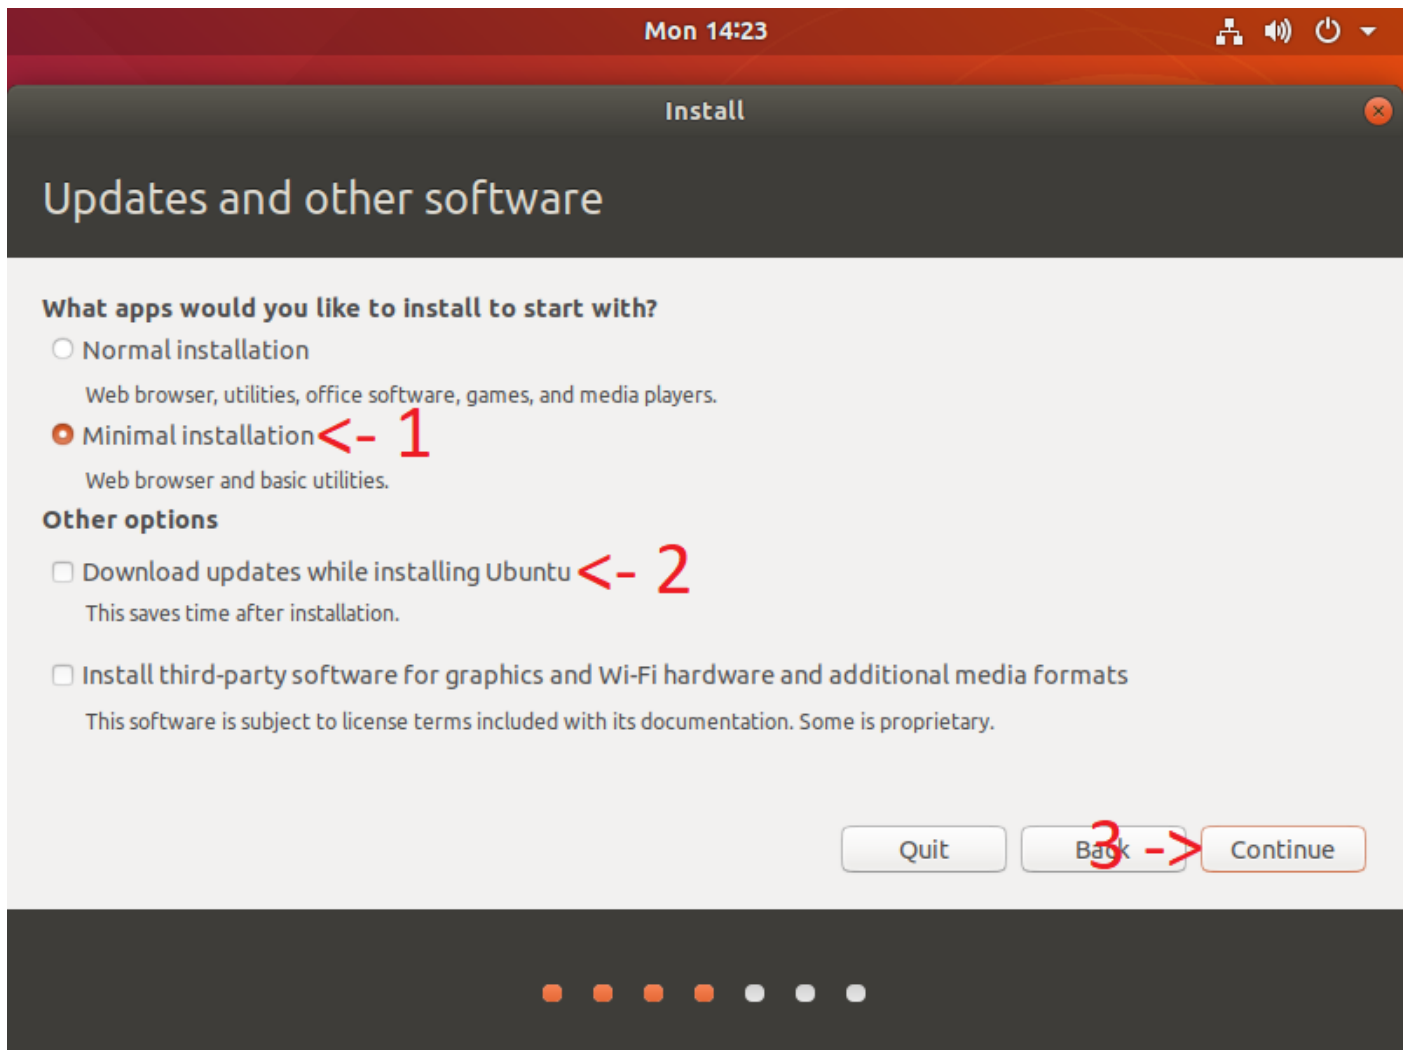 Mon 14:23
Install
Updates and other software
What apps would you like to install to start with?
Normal installation
Web browser, utilities, office software, games, and media players.
Minimal installation <- 1
Web browser and basic utilities.
Other options
Download updates while installing Ubuntu <- 2
This saves time after installation.
Install third-party software for graphics and Wi-Fi hardware and additional media formats
This software is subject to license terms included with its documentation. Some is proprietary.
Quit Back 3 -> Continue